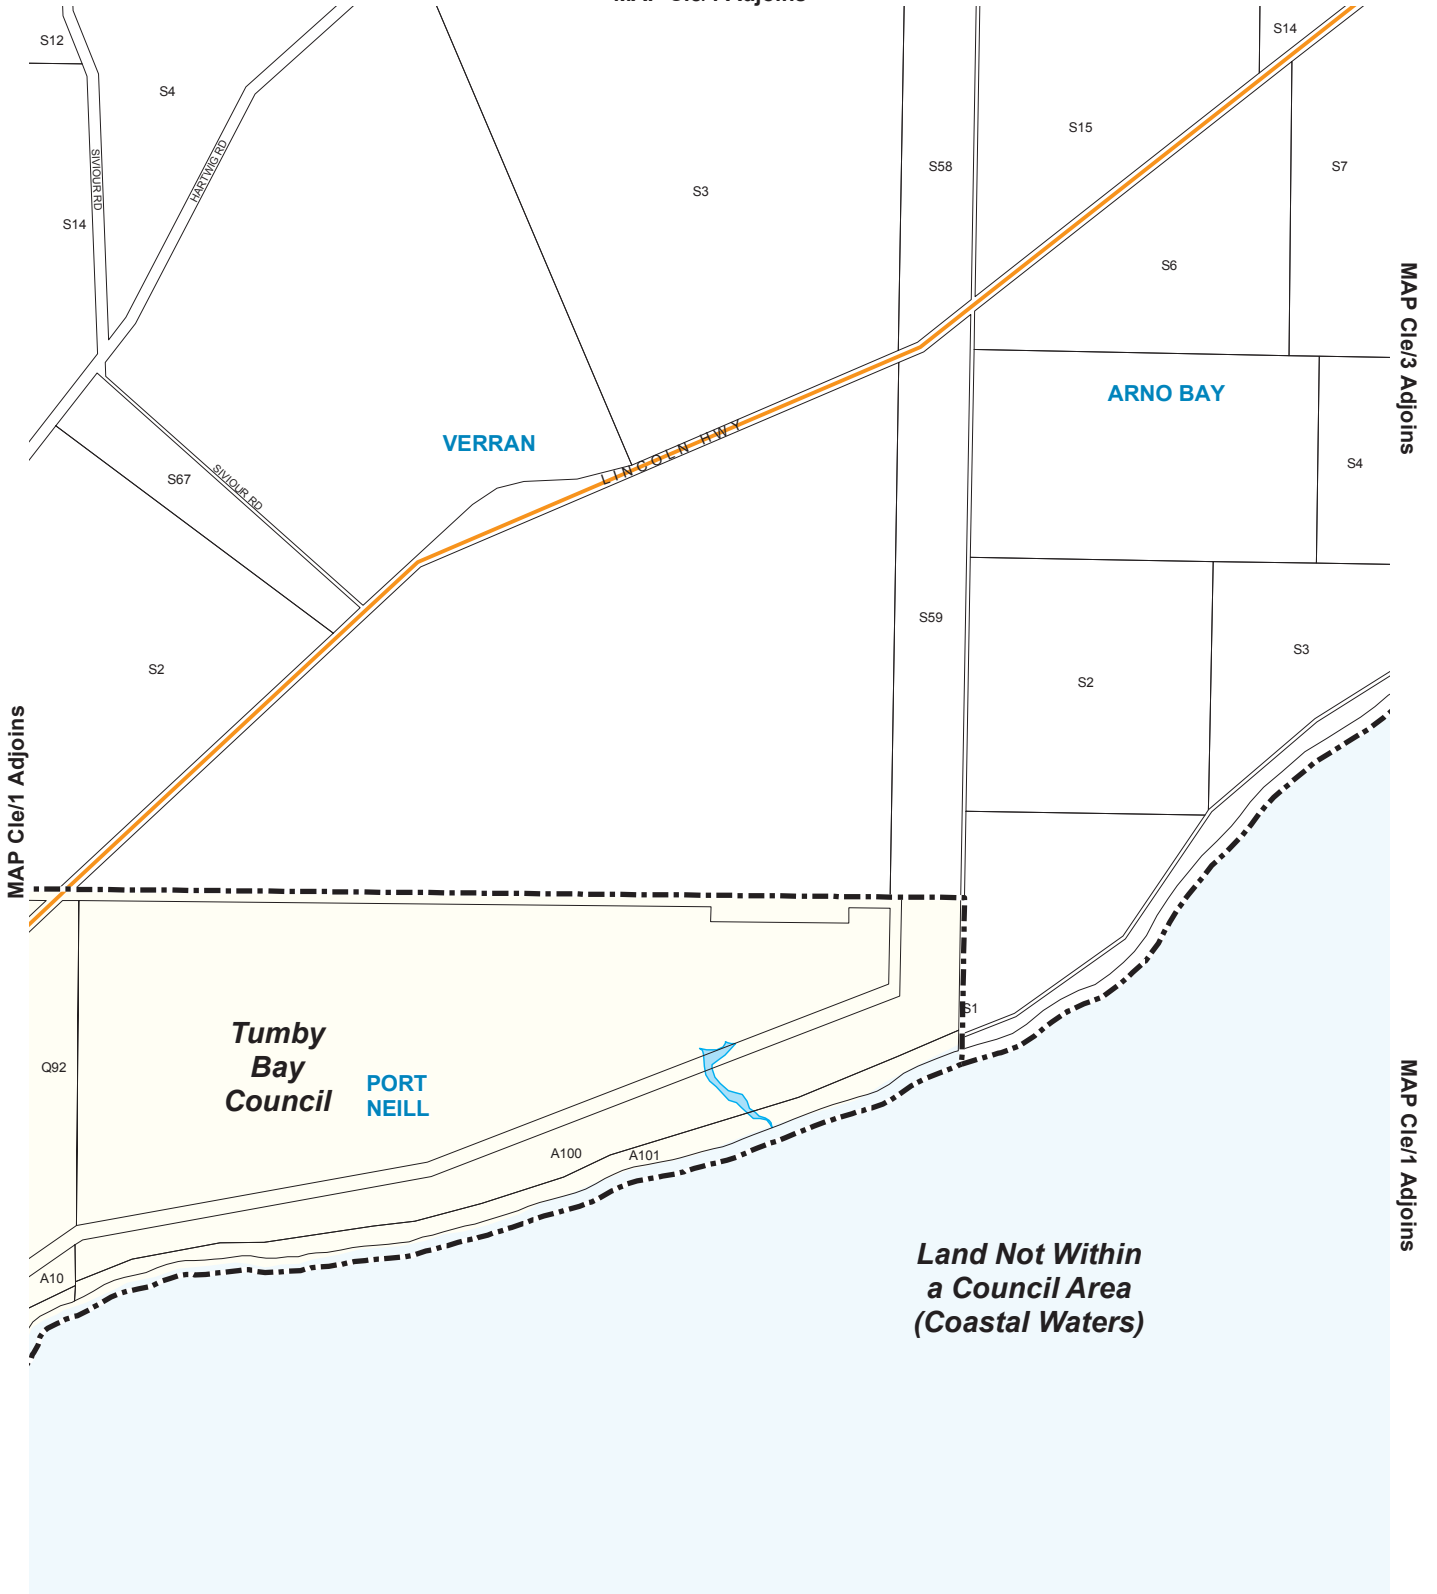 S12
S14
S4
S15
SIVIOUR RD
HARTWIG RD
S58
S7
S3
S14
S6
MAP Cle/3 Adjoins
ARNO BAY
VERRAN
LINCOLN HWY
S67
SIVIOUR RD
S4
S59
S2
S2
S3
MAP Cle/1 Adjoins
S1
Tumby
Bay
Council
Q92
PORT
NEILL
A100
A101
MAP Cle/1 Adjoins
A10
Land Not Within
a Council Area
(Coastal Waters)